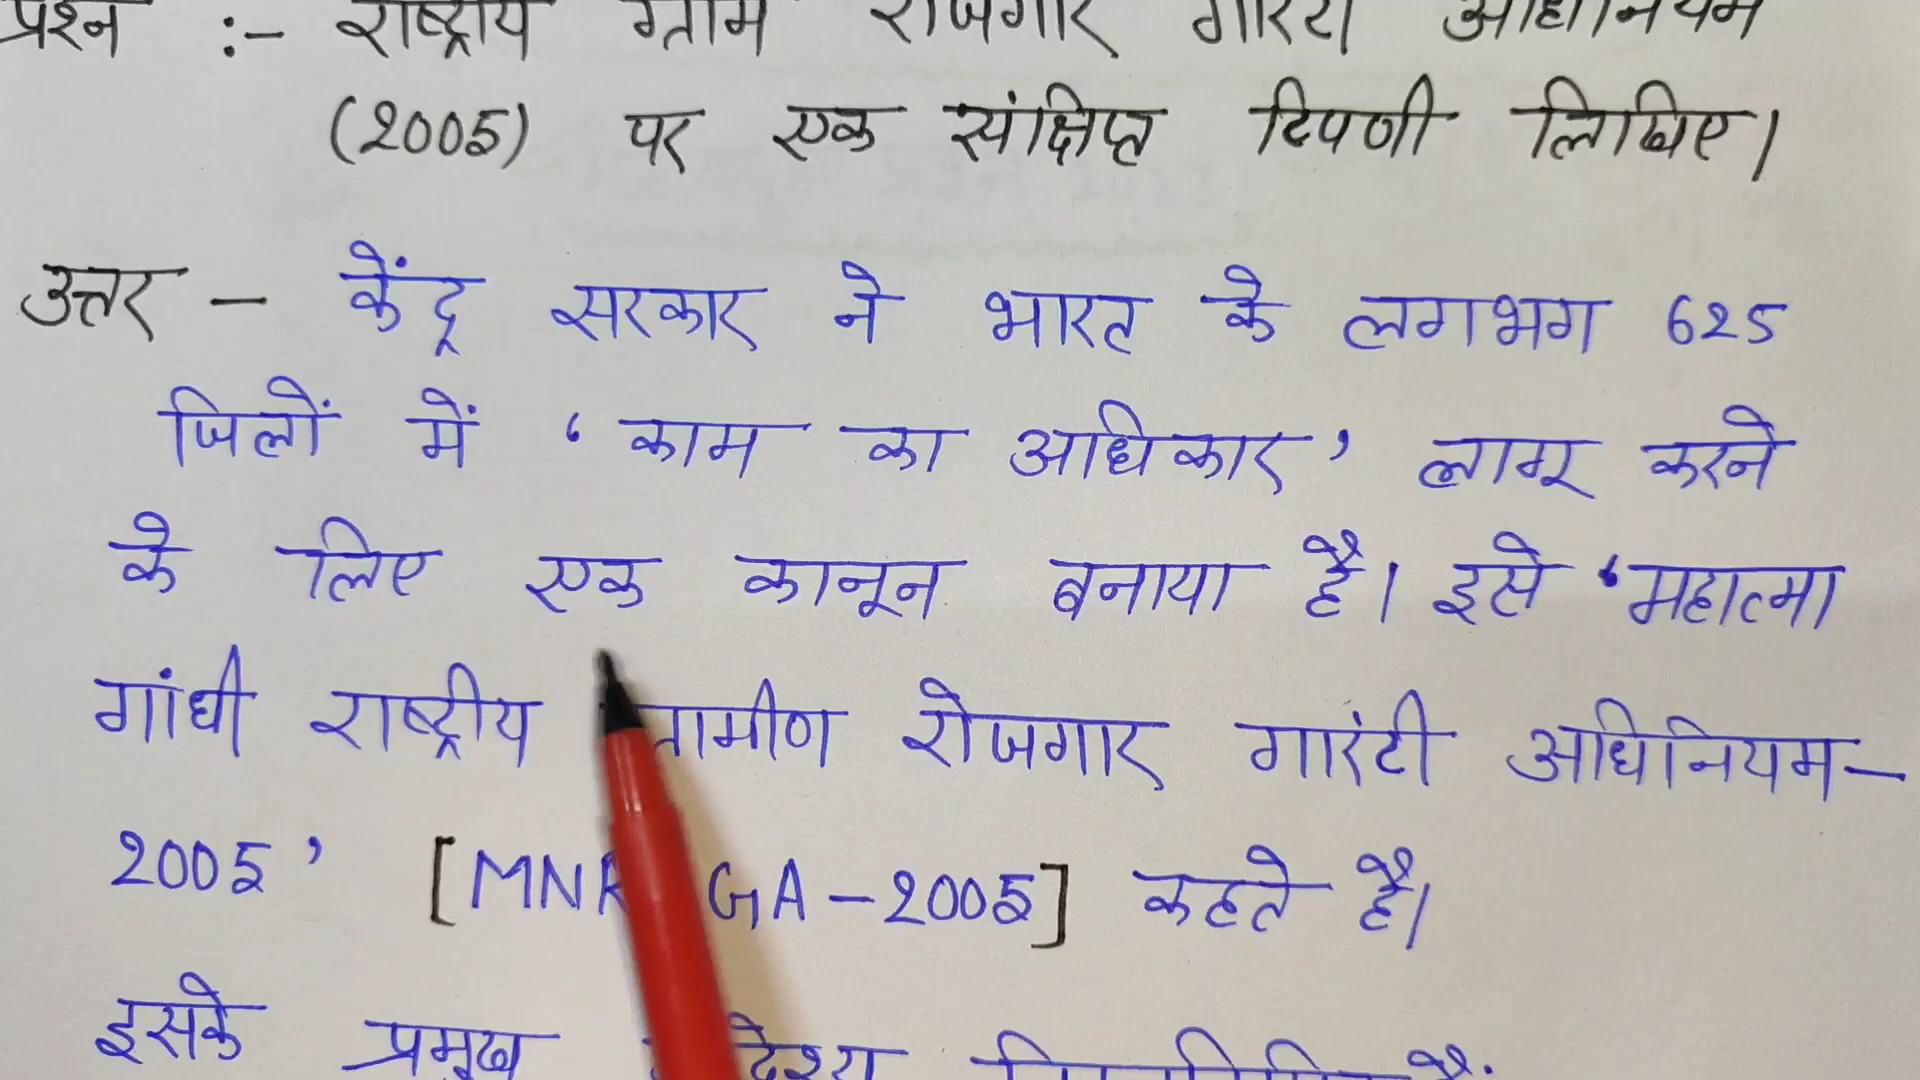 प्रश्न :- राष्ट्रीय ग्राम रोजगार गारंटी अधिनियम
(2005) पर एक संक्षिप्त टिपणी लिखिए।
उत्तर - केंद्र सरकार ने भारत के लगभग 625
जिलों में ‘काम का अधिकार’ लागू करने
के लिए एक कानून बनाया है। इसे ‘महात्मा
गांधी राष्ट्रीय ग्रामीण रोजगार गारंटी अधिनियम-
2005’ [MNREGA-2005] कहते है।
इसके प्रमुख